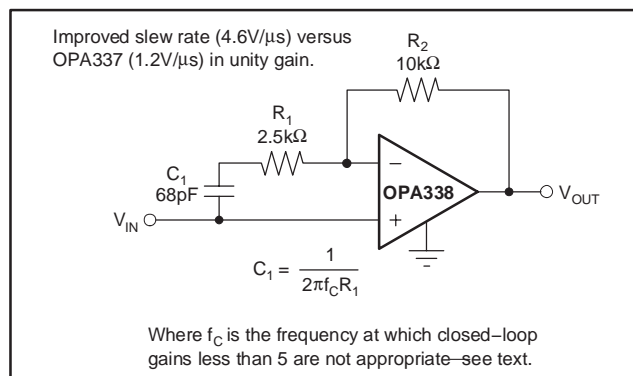 Improved slew rate (4.6V/μs) versus
OPA337 (1.2V/μs) in unity gain.
R2
10kΩ
R1
2.5kΩ
C1
68pF
−
OPA338
+
VIN
VOUT
C1 = 1
2πfCR1
Where fC is the frequency at which closed−loop
gains less than 5 are not appropriate—see text.